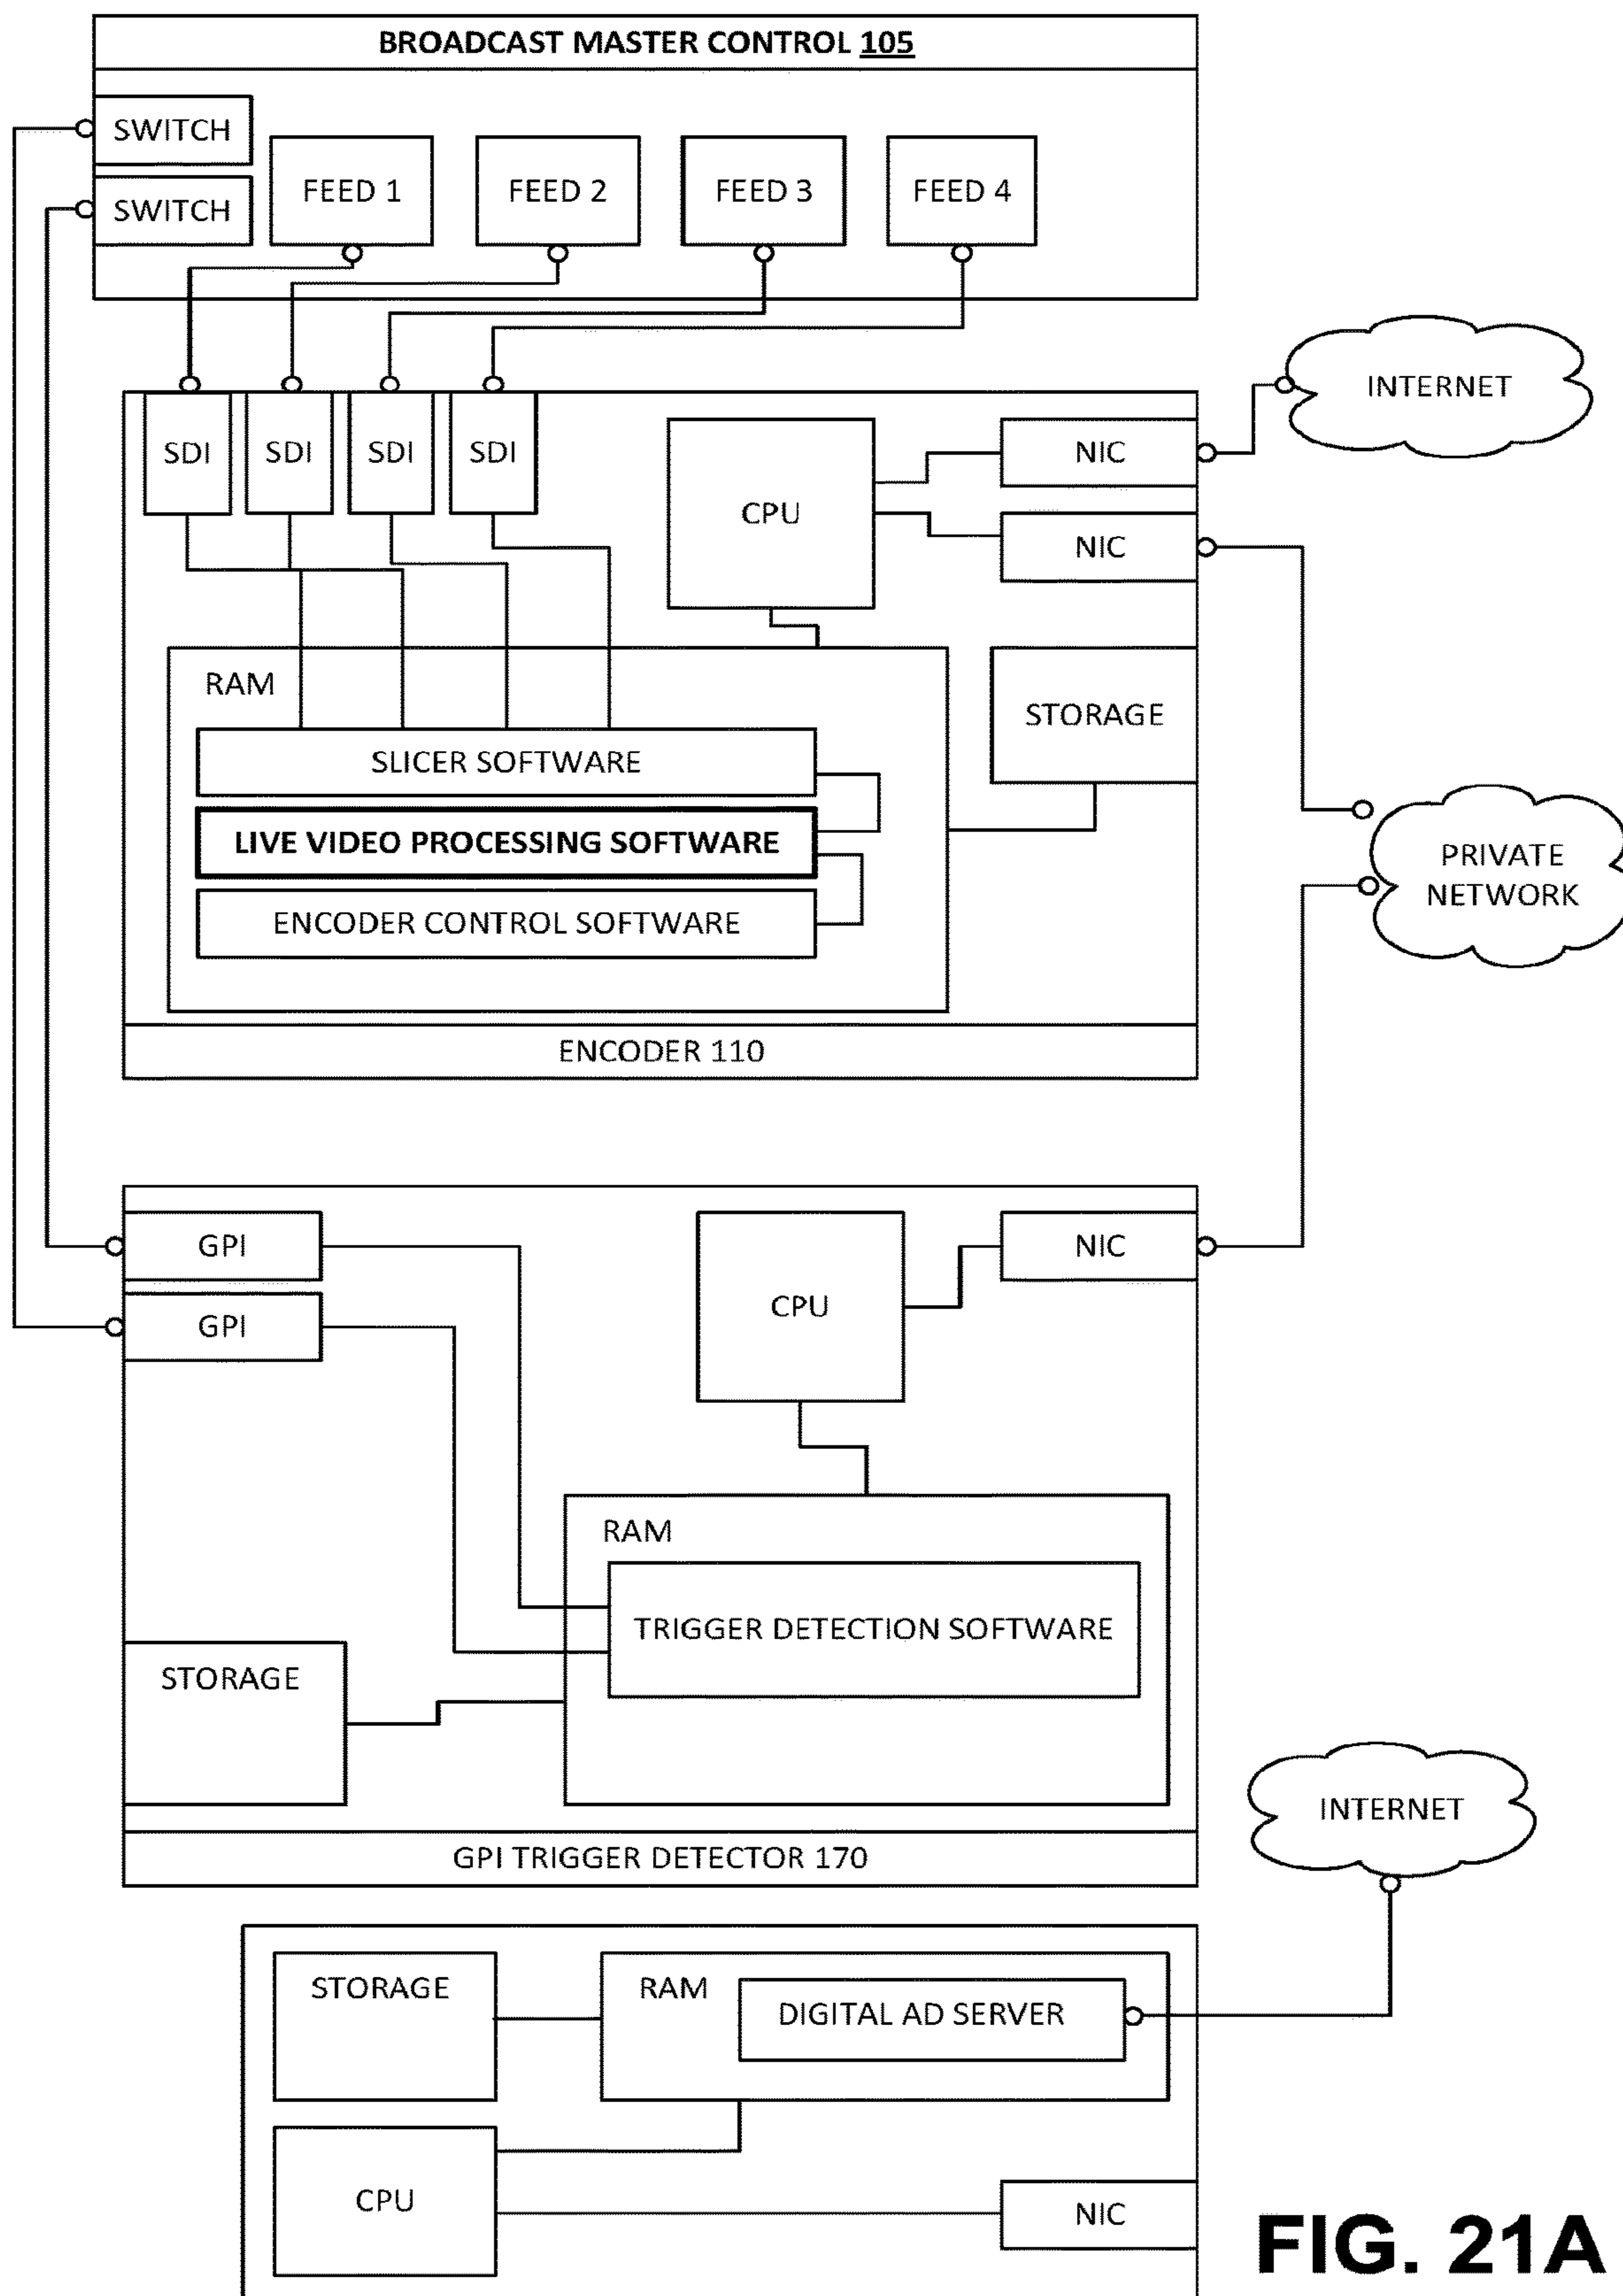 BROADCAST MASTER CONTROL 105
SWITCH
SWITCH
FEED 1
FEED 2
FEED 3
FEED 4
INTERNET
SDI
SDI
SDI
SDI
CPU
NIC
NIC
RAM
STORAGE
SLICER SOFTWARE
LIVE VIDEO PROCESSING SOFTWARE
ENCODER CONTROL SOFTWARE
PRIVATE
NETWORK
ENCODER 110
GPI
GPI
CPU
NIC
RAM
TRIGGER DETECTION SOFTWARE
STORAGE
GPI TRIGGER DETECTOR 170
INTERNET
STORAGE
RAM
DIGITAL AD SERVER
CPU
NIC
FIG. 21A